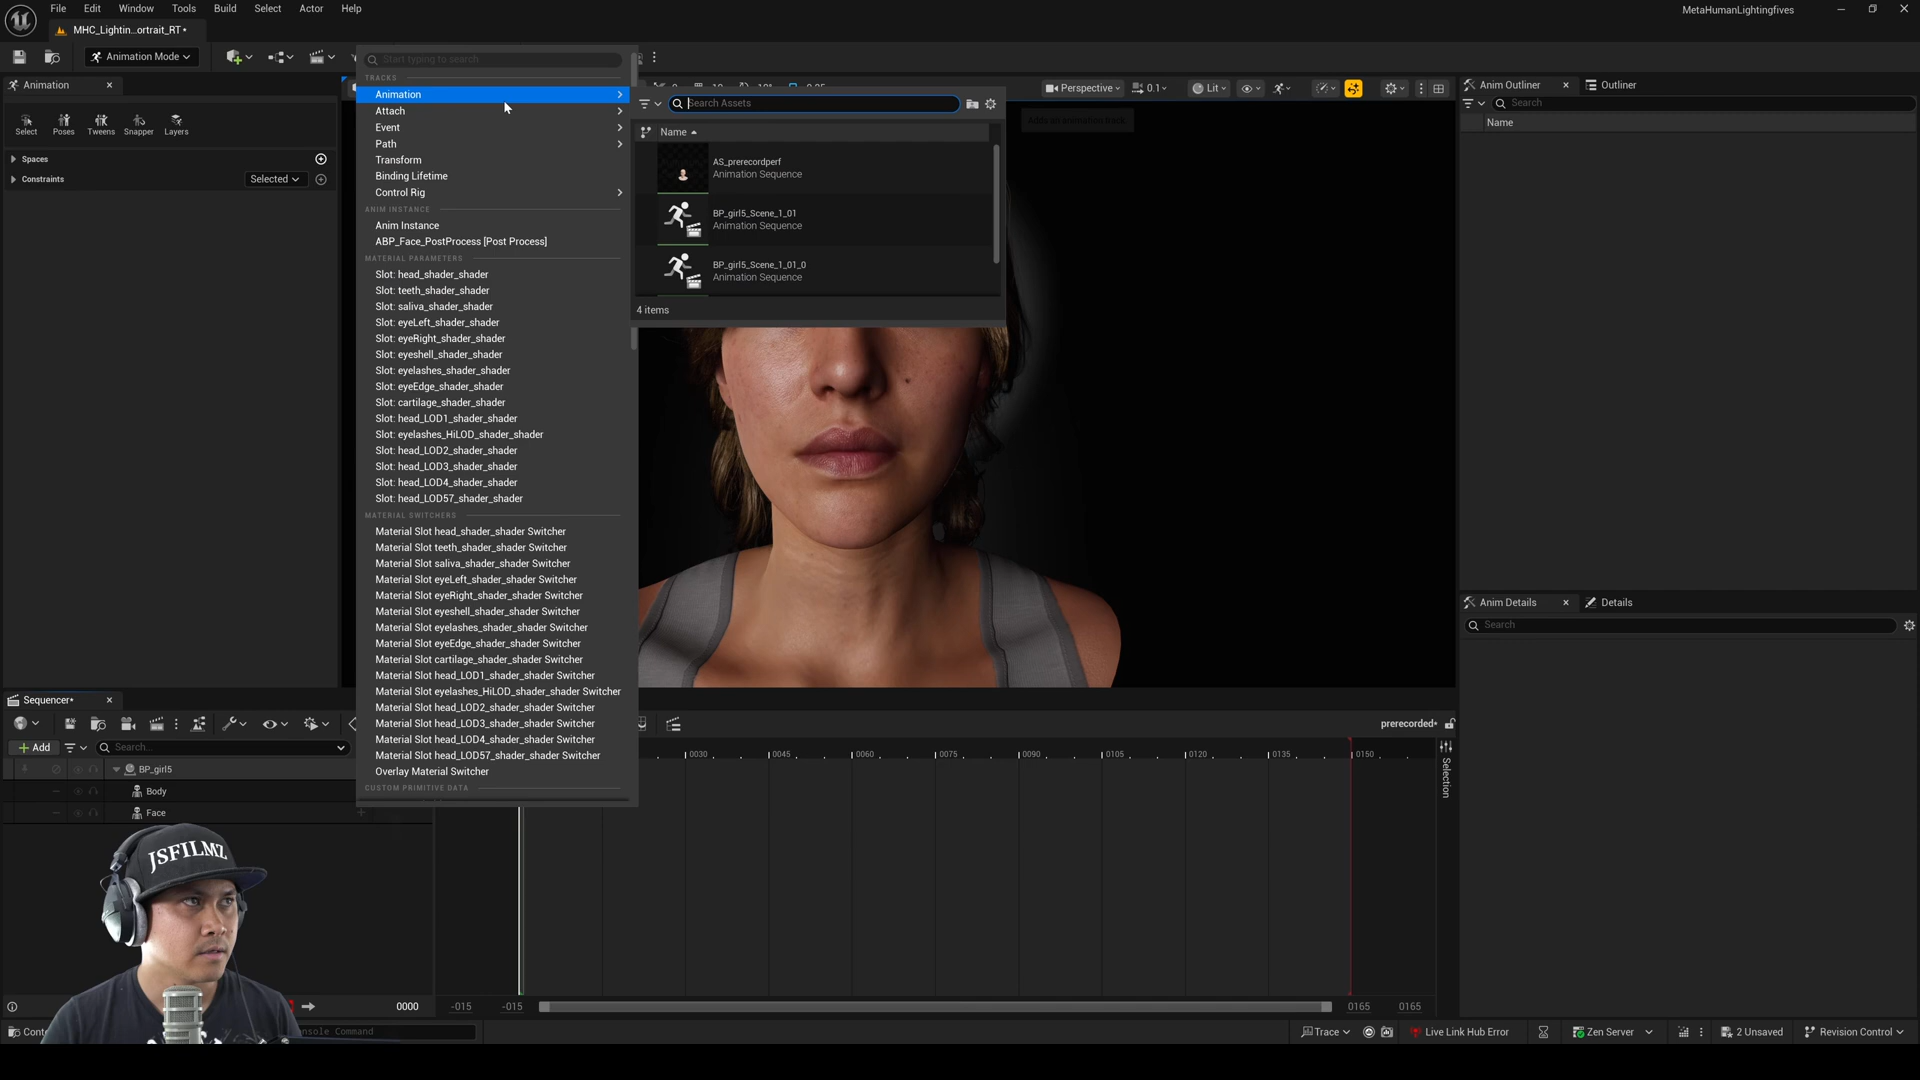 File Edit Window Tools Build Select Actor Help
MetaHumanLightingfives
MHC_Lightin...ortrait_RT*
Animation Mode
Animation
Select Poses Tweens Snapper Layers
Spaces
Constraints Selected
Start typing to search
TRACKS
Animation
Attach
Event
Path
Transform
Binding Lifetime
Control Rig
ANIM INSTANCE
Anim Instance
ABP_Face_PostProcess [Post Process]
MATERIAL PARAMETERS
Slot: head_shader_shader
Slot: teeth_shader_shader
Slot: saliva_shader_shader
Slot: eyeLeft_shader_shader
Slot: eyeRight_shader_shader
Slot: eyeshell_shader_shader
Slot: eyelashes_shader_shader
Slot: eyeEdge_shader_shader
Slot: cartilage_shader_shader
Slot: head_LOD1_shader_shader
Slot: eyelashes_HiLOD_shader_shader
Slot: head_LOD2_shader_shader
Slot: head_LOD3_shader_shader
Slot: head_LOD4_shader_shader
Slot: head_LOD57_shader_shader
MATERIAL SWITCHERS
Material Slot head_shader_shader Switcher
Material Slot teeth_shader_shader Switcher
Material Slot saliva_shader_shader Switcher
Material Slot eyeLeft_shader_shader Switcher
Material Slot eyeRight_shader_shader Switcher
Material Slot eyeshell_shader_shader Switcher
Material Slot eyelashes_shader_shader Switcher
Material Slot eyeEdge_shader_shader Switcher
Material Slot cartilage_shader_shader Switcher
Material Slot head_LOD1_shader_shader Switcher
Material Slot eyelashes_HiLOD_shader_shader Switcher
Material Slot head_LOD2_shader_shader Switcher
Material Slot head_LOD3_shader_shader Switcher
Material Slot head_LOD4_shader_shader Switcher
Material Slot head_LOD57_shader_shader Switcher
Overlay Material Switcher
CUSTOM PRIMITIVE DATA
Search Assets
Name
AS_prerecordperf
Animation Sequence
BP_girl5_Scene_1_01
Animation Sequence
BP_girl5_Scene_1_01_0
Animation Sequence
4 items
Perspective 0.1 Lit
Adds an animation track.
Anim Outliner Outliner
Search
Name
Anim Details Details
Search
Sequencer*
prerecorded*
Add Search...
BP_girl5
Body
Face
0030 0045 0060 0075 0090 0105 0120 0135 0150
Selection
JSFILMZ
0000 -015 -015 0165 0165
Trace Live Link Hub Error Zen Server 2 Unsaved Revision Control